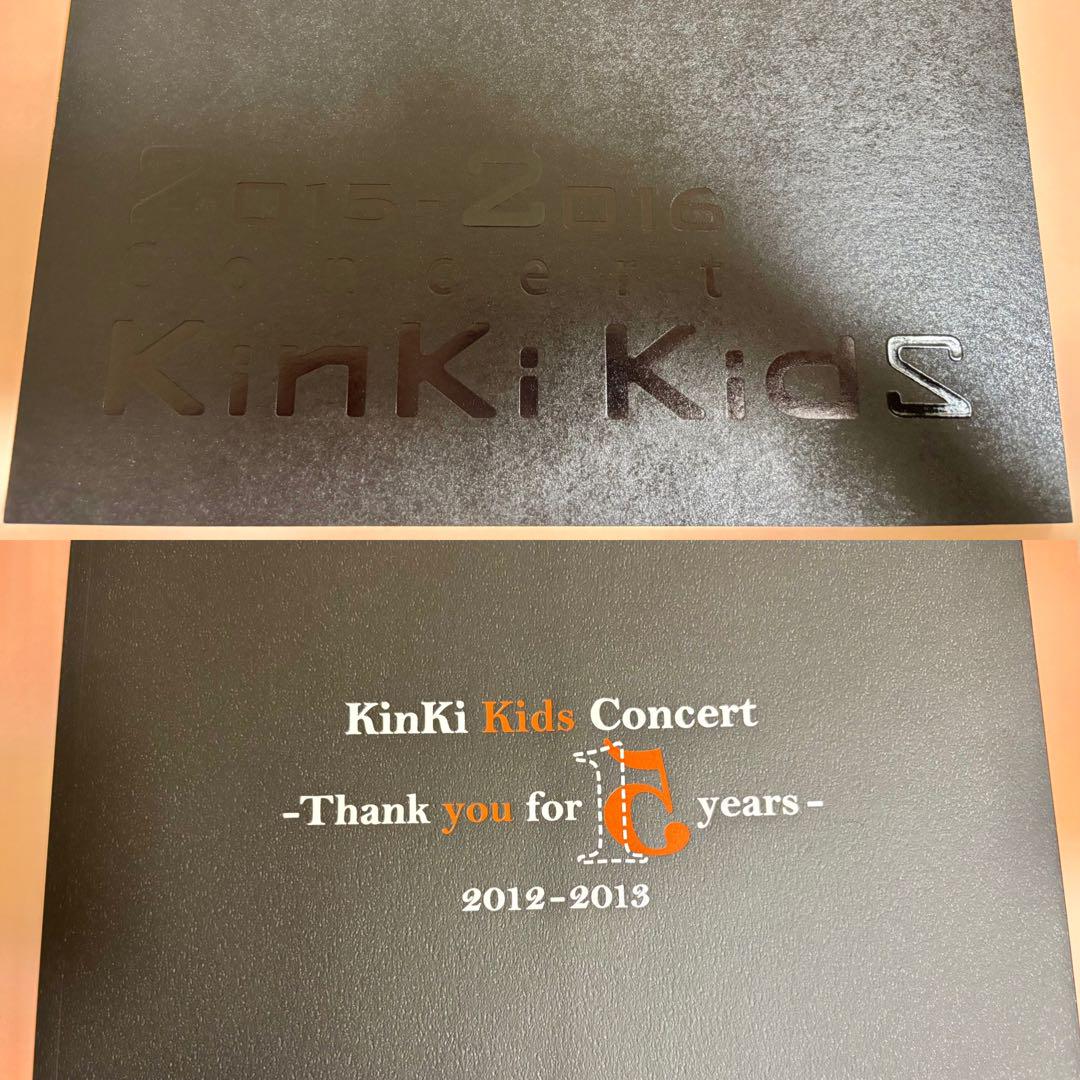 2015-2016
Concert
KinKi Kids
KinKi Kids Concert
-Thank you for 15 years-
2012-2013